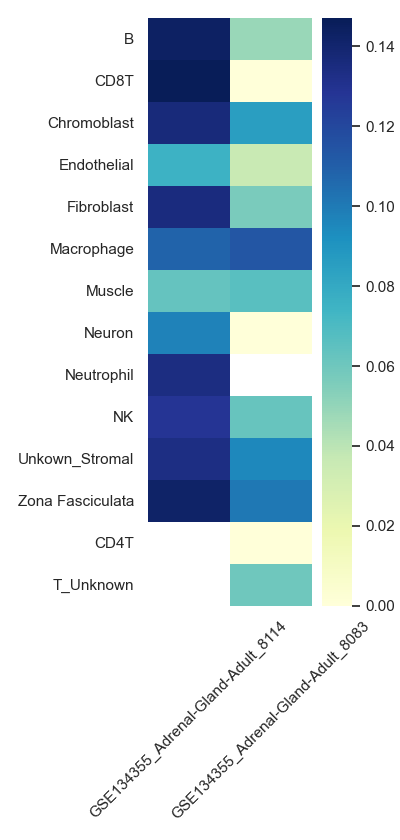 B
CD8T
Chromoblast
Endothelial
Fibroblast
Macrophage
Muscle
Neuron
Neutrophil
NK
Unkown_Stromal
Zona Fasciculata
CD4T
T_Unknown
GSE134355_Adrenal-Gland-Adult_8114
GSE134355_Adrenal-Gland-Adult_8083
0.14
0.12
0.10
0.08
0.06
0.04
0.02
0.00